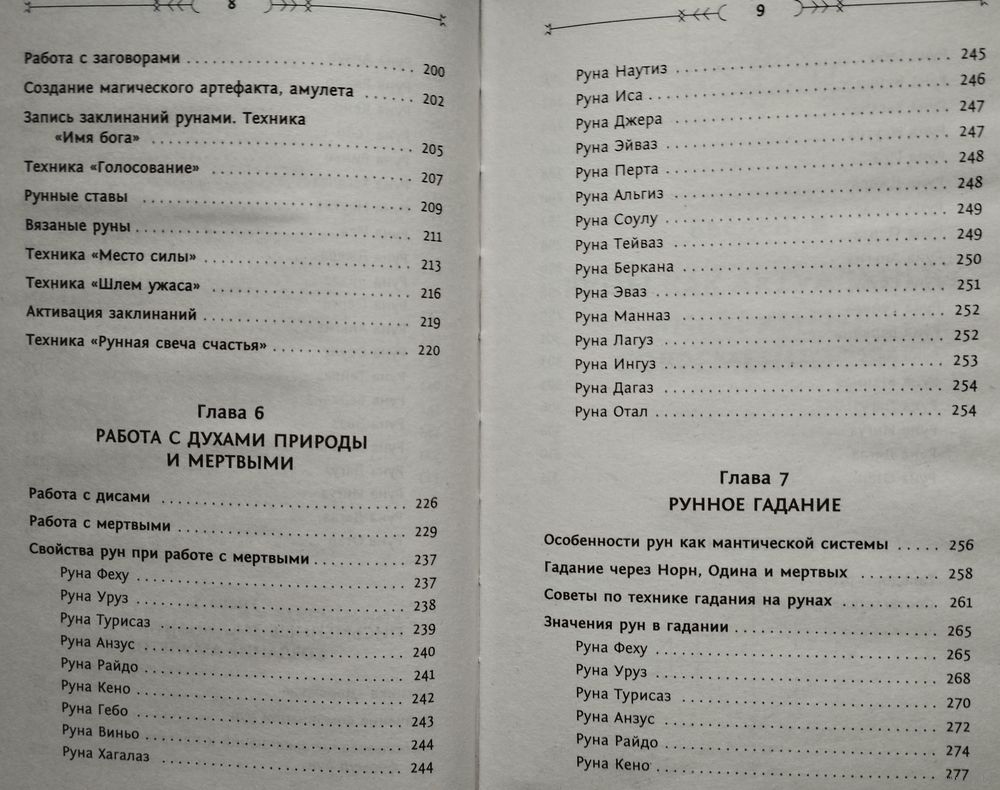 8
Работа с заговорами 200
Создание магического артефакта, амулета 202
Запись заклинаний рунами. Техника
«Имя бога» 205
Техника «Голосование» 207
Рунные ставы 209
Вязаные руны 211
Техника «Место силы» 213
Техника «Шлем ужаса» 216
Активация заклинаний 219
Техника «Рунная свеча счастья» 220
Глава 6
РАБОТА С ДУХАМИ ПРИРОДЫ
И МЕРТВЫМИ
Работа с дисами 226
Работа с мертвыми 229
Свойства рун при работе с мертвыми 237
Руна Феху 237
Руна Уруз 238
Руна Турисаз 239
Руна Анзус 240
Руна Райдо 241
Руна Кено 242
Руна Гебо 243
Руна Виньо 244
Руна Хагалаз 244
9
Руна Наутиз 245
Руна Иса 246
Руна Джера 247
Руна Эйваз 247
Руна Перта 248
Руна Альгиз 248
Руна Соулу 249
Руна Тейваз 249
Руна Беркана 250
Руна Эваз 251
Руна Манназ 252
Руна Лагуз 252
Руна Ингуз 253
Руна Дагаз 254
Руна Отал 254
Глава 7
РУННОЕ ГАДАНИЕ
Особенности рун как мантической системы 256
Гадание через Норн, Одина и мертвых 258
Советы по технике гадания на рунах 261
Значения рун в гадании 265
Руна Феху 265
Руна Уруз 268
Руна Турисаз 270
Руна Анзус 272
Руна Райдо 274
Руна Кено 277